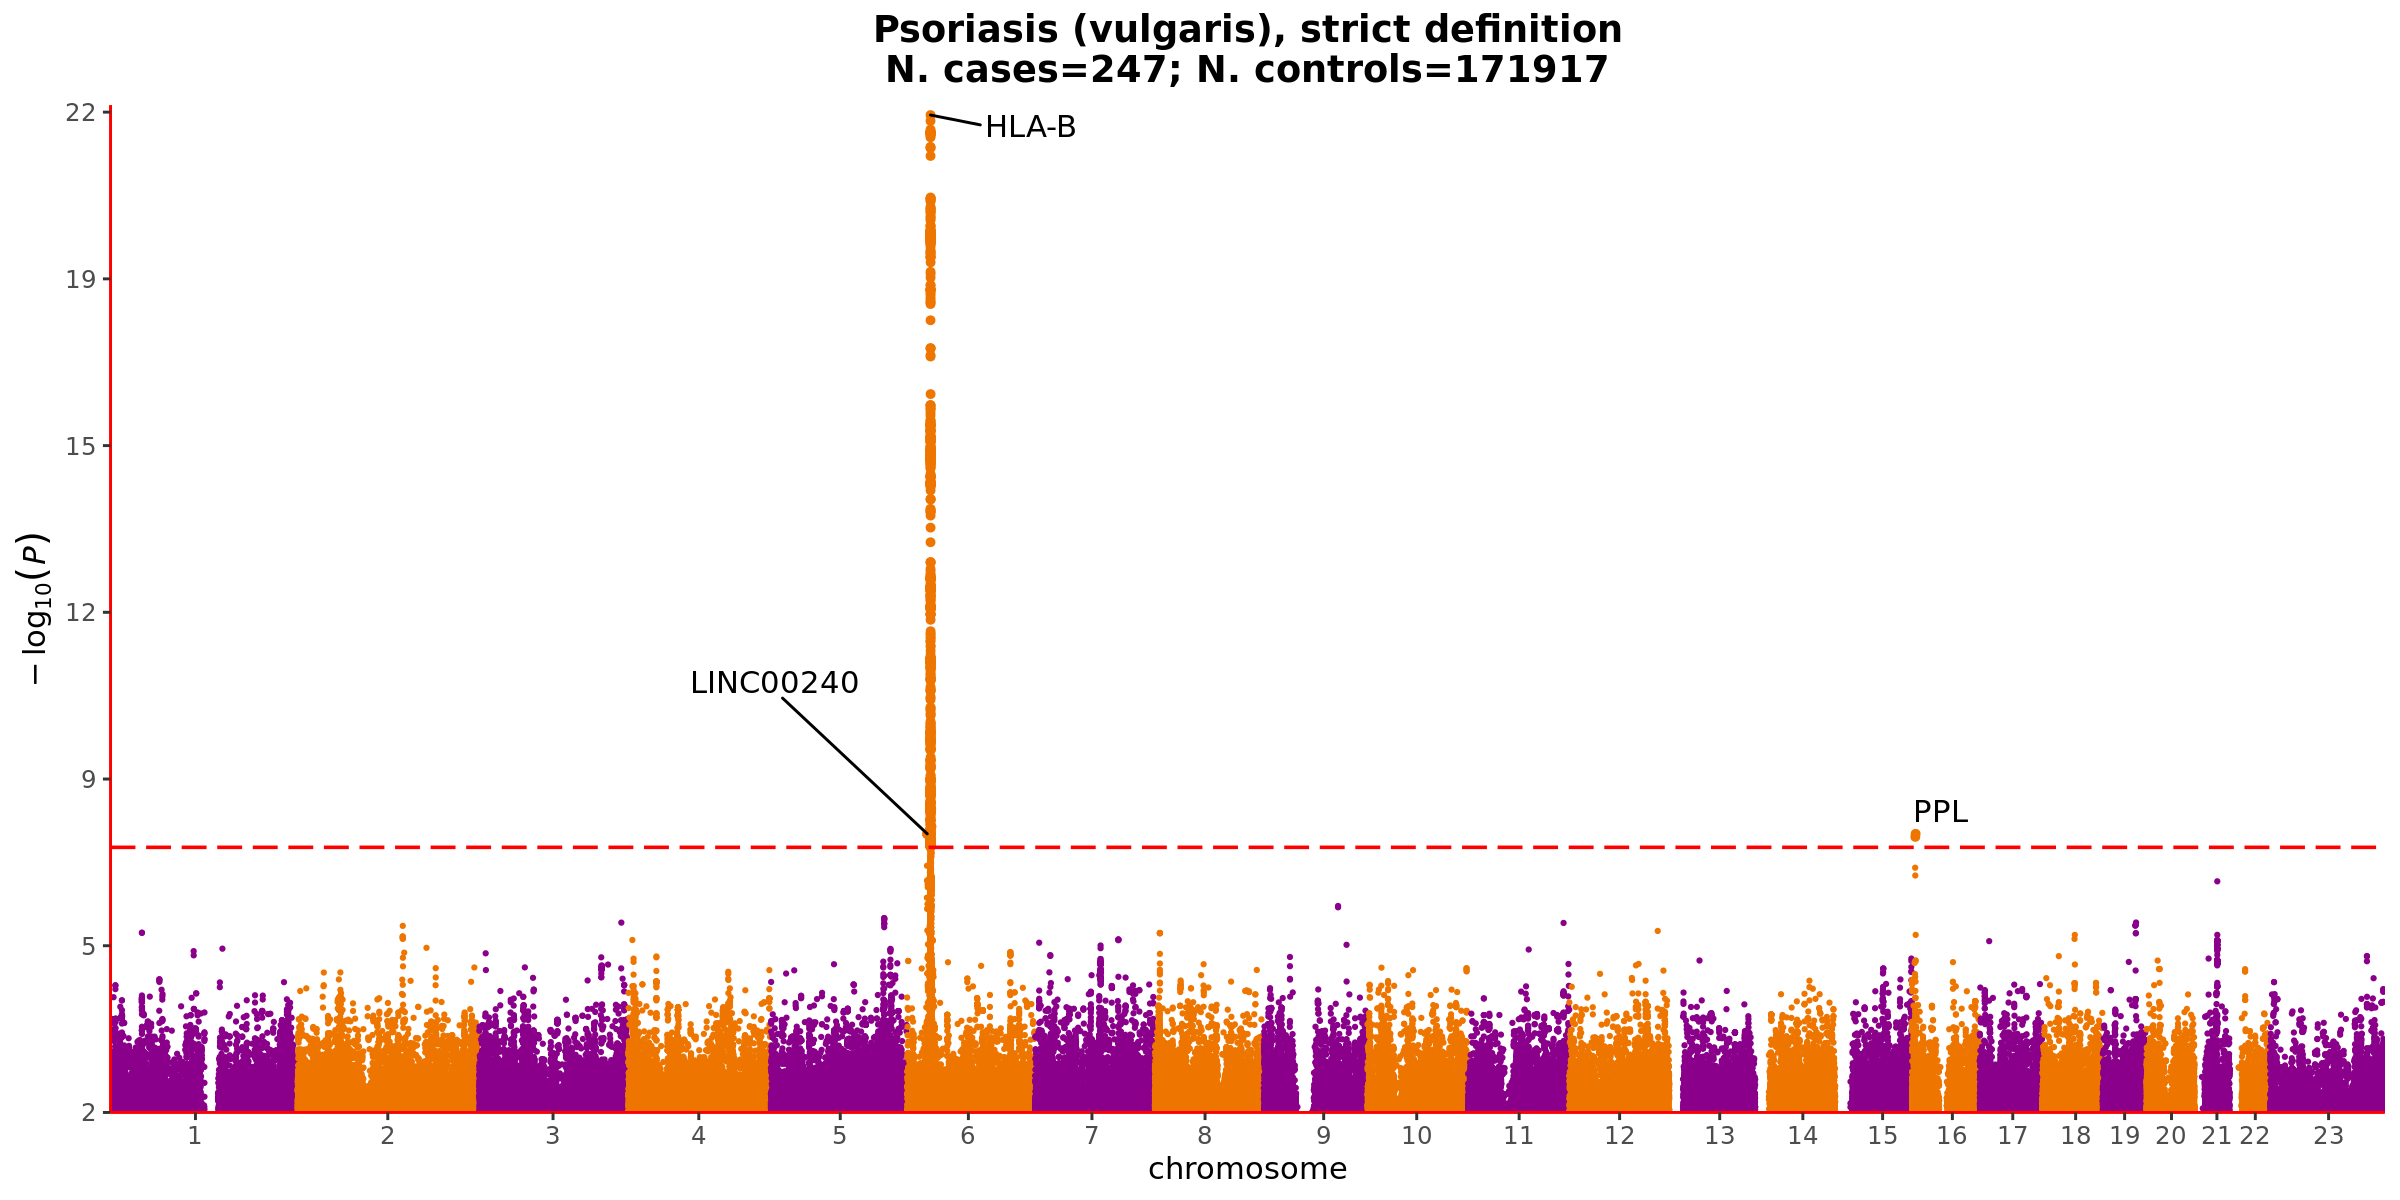 Psoriasis (vulgaris), strict definition
N. cases=247; N. controls=171917
22
HLA-B
19
15
12
− log10(P)
LINC00240
9
PPL
5
2
1 2 3 4 5 6 7 8 9 10 11 12 13 14 15 16 17 18 19 20 21 22 23
chromosome